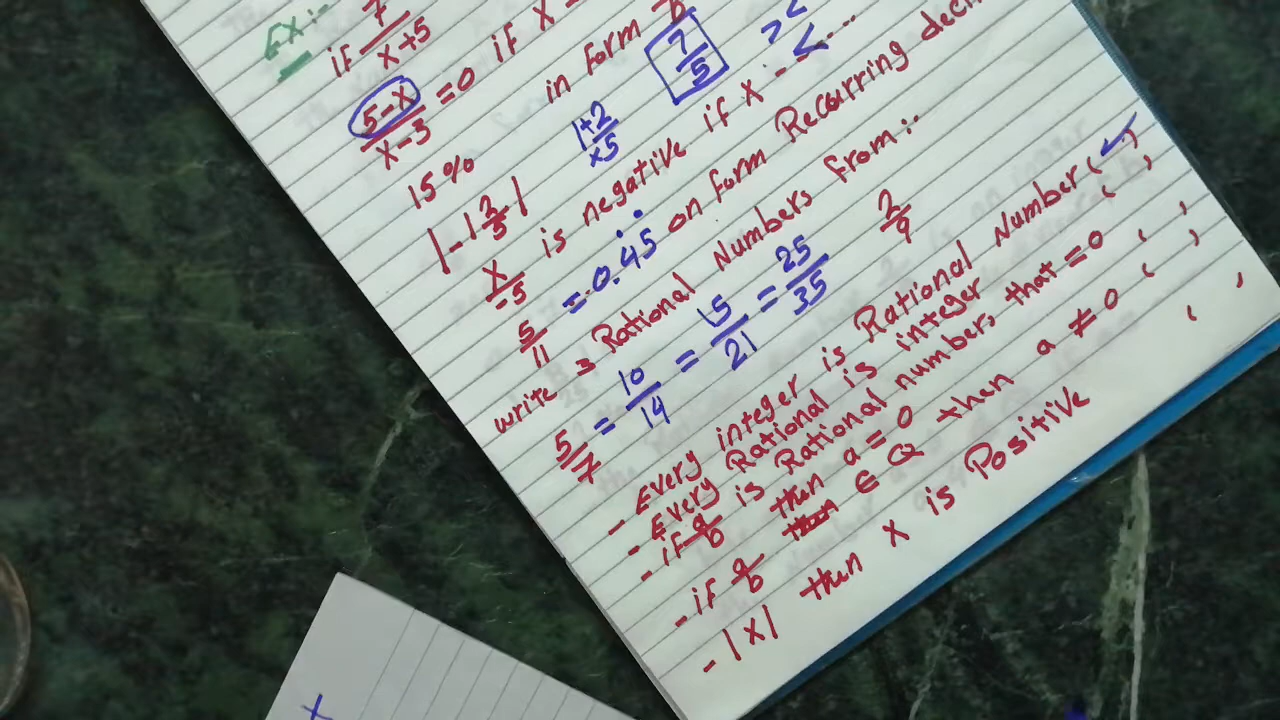 Ex:-
if 7/x+5
5-x/x-3 =0 if x
15% in form 7/5
|-1 2/5| 1+2/x5 > <
x/-5 is negative if x - < ...
5/11 = 0.45 on form Recurring
write 3 Rational Numbers from:.
5/7 = 10/14 = 15/21 = 25/35 2/9
- Every integer is Rational Number (✓)
- Every Rational is integer ( )
- if a/b is Rational numbers that = 0 ( )
then a = 0
- if a/b ∈ Q then a ≠ 0 ( )
- |x| then x is Positive ( )